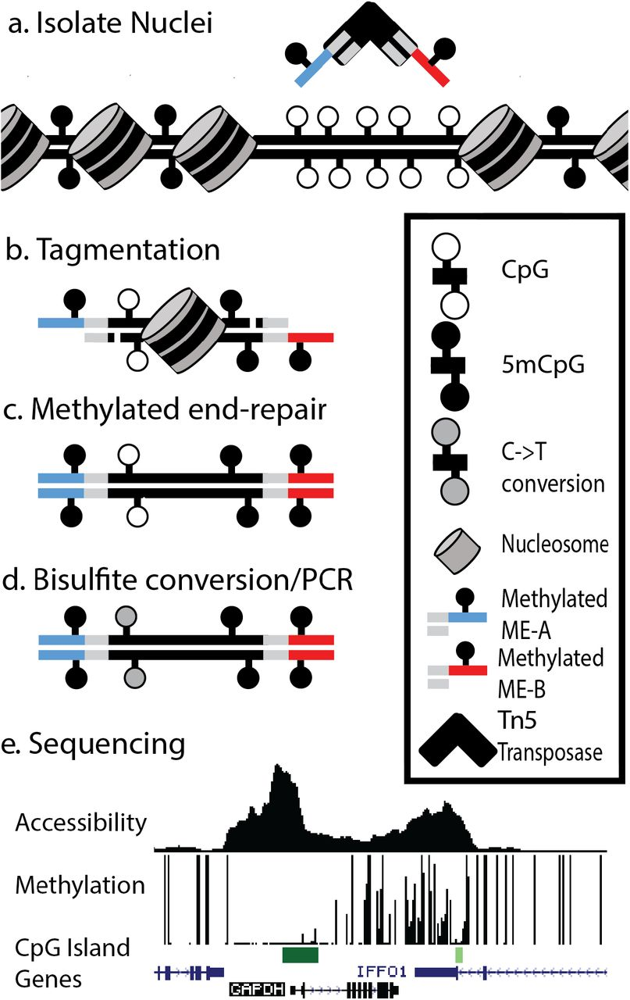 a. Isolate Nuclei
b. Tagmentation
c. Methylated end-repair
d. Bisulfite conversion/PCR
CpG
5mCpG
C->T
conversion
Nucleosome
Methylated
ME-A
Methylated
ME-B
Tn5
Transposase
e. Sequencing
Accessibility
Methylation
CpG Island
Genes
IFFO1
GAPDH